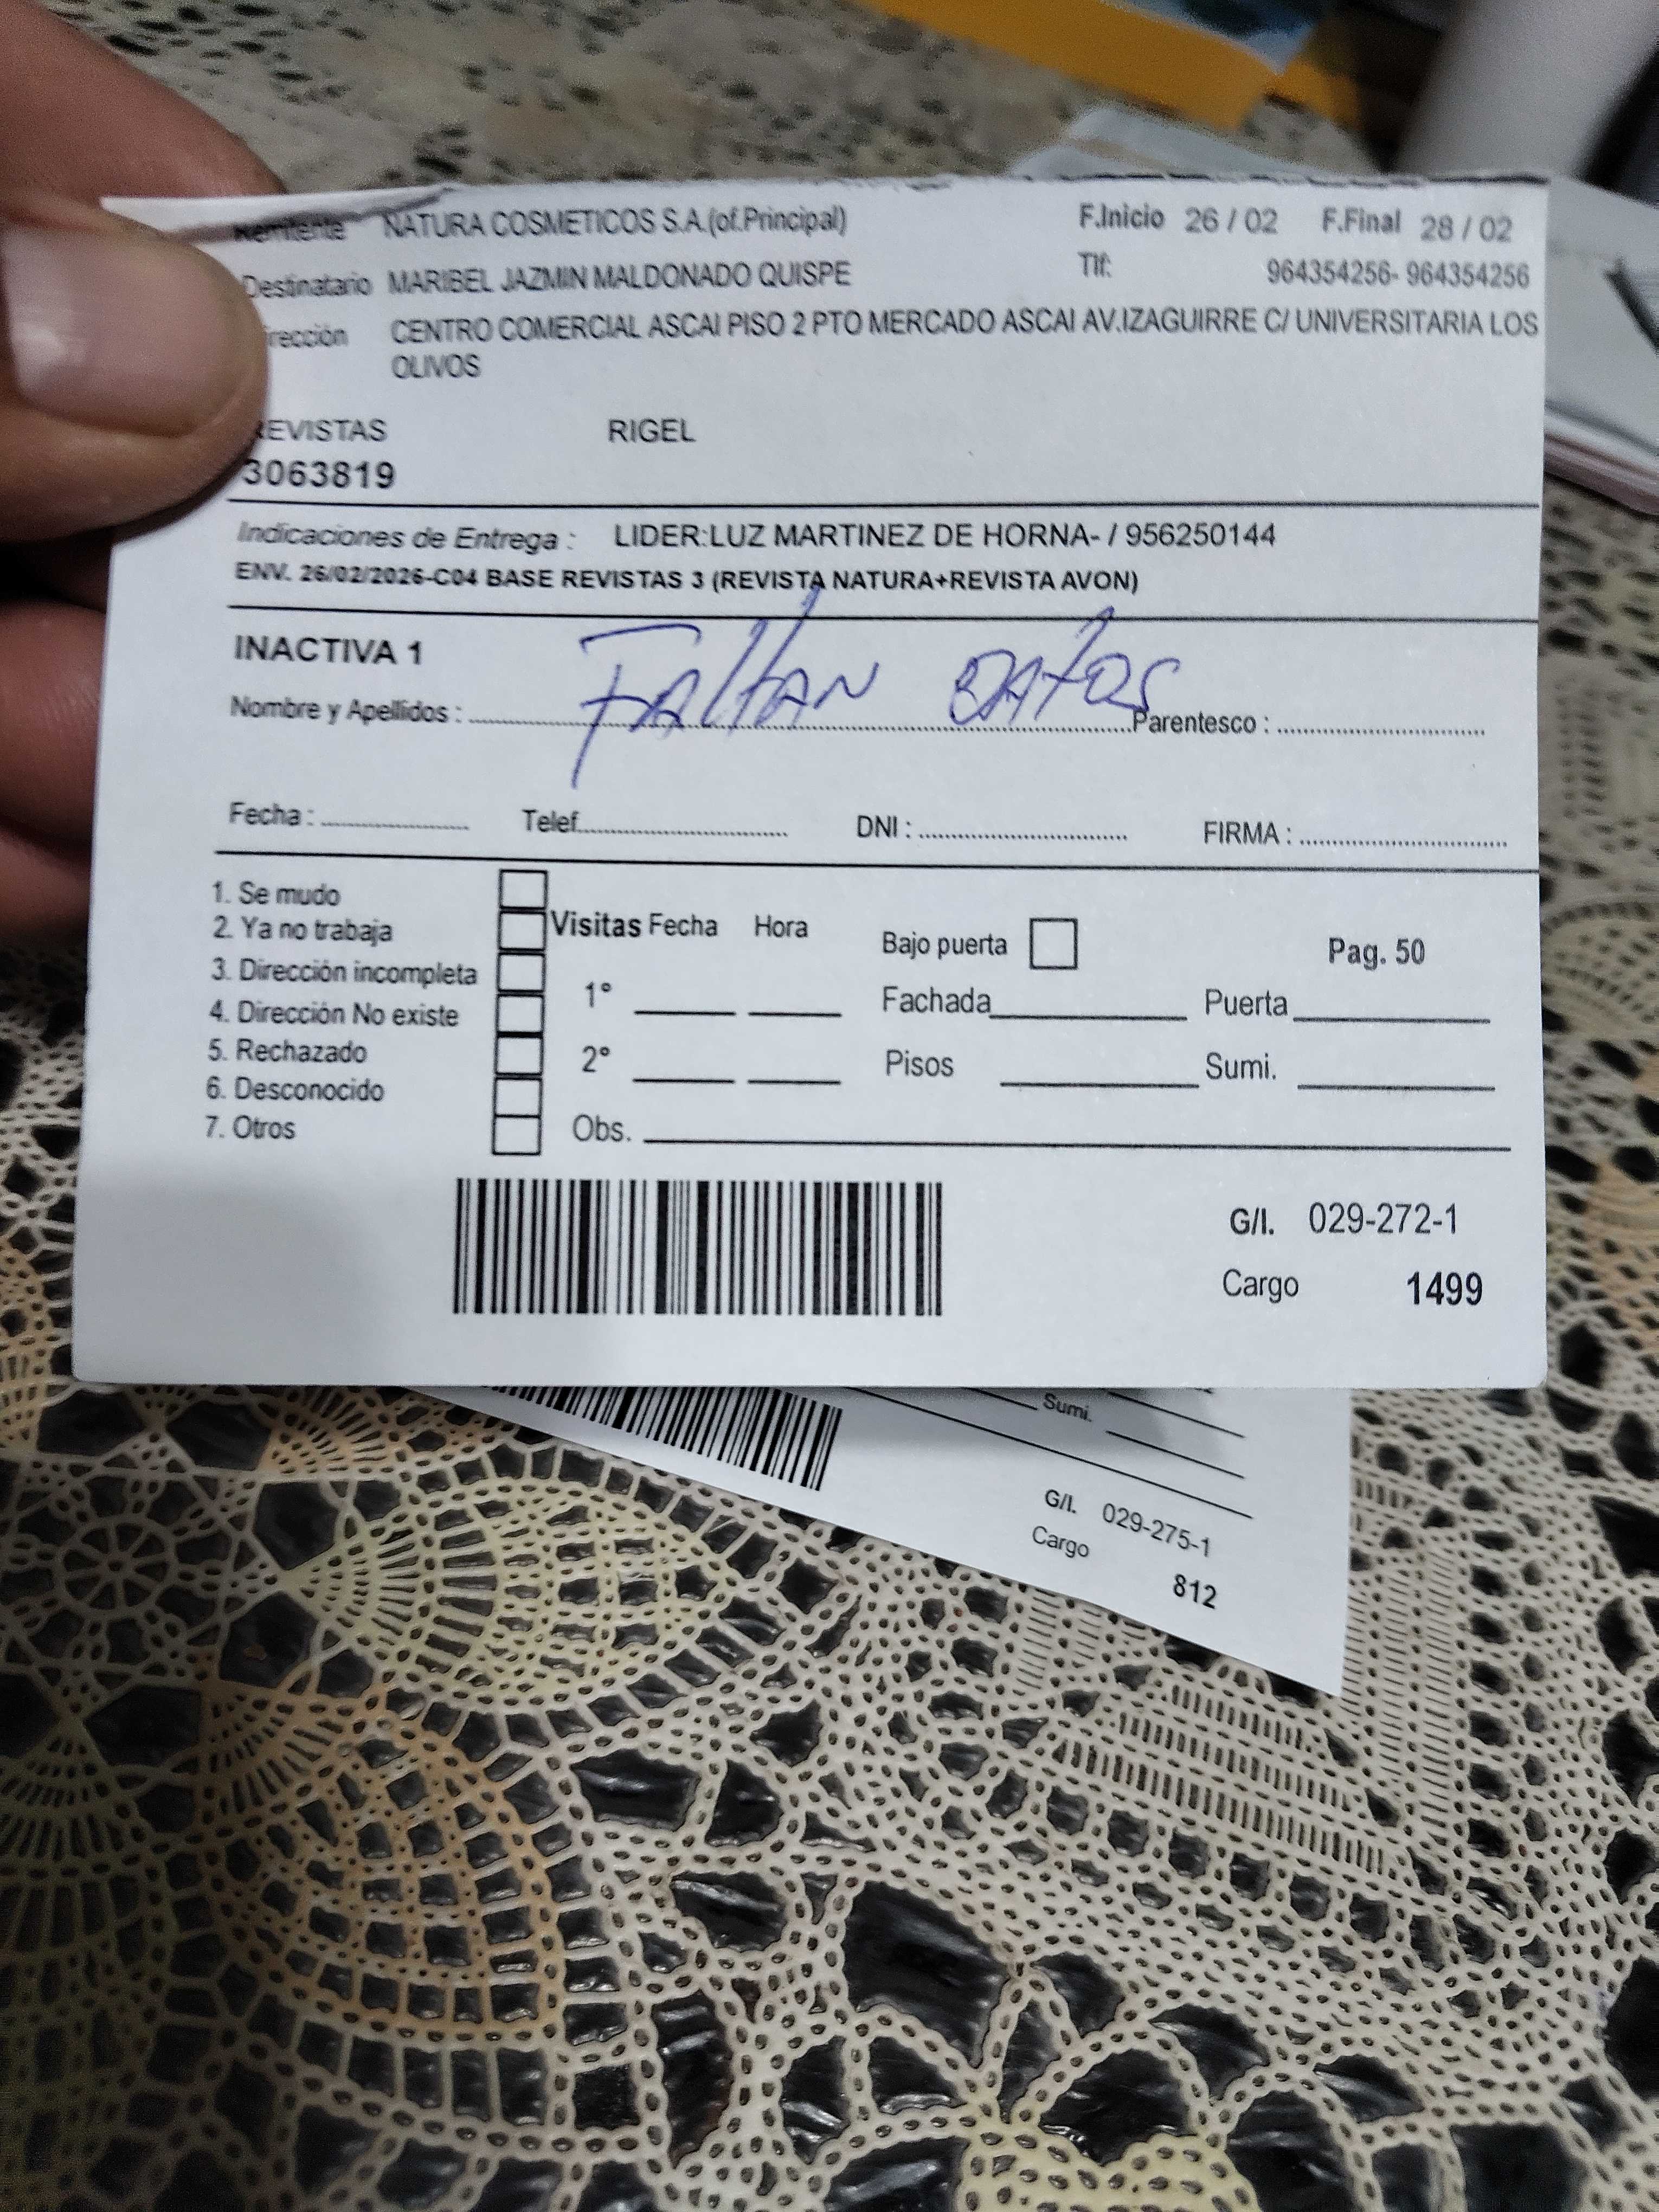 Remitente NATURA COSMETICOS S.A.(of.Principal) F.Inicio 26 / 02 F.Final 28 / 02
Destinatario MARIBEL JAZMIN MALDONADO QUISPE Tlf: 964354256- 964354256
rección CENTRO COMERCIAL ASCAI PISO 2 PTO MERCADO ASCAI AV.IZAGUIRRE C/ UNIVERSITARIA LOS
OLIVOS
REVISTAS RIGEL
3063819
Indicaciones de Entrega : LIDER:LUZ MARTINEZ DE HORNA- / 956250144
ENV. 26/02/2026-C04 BASE REVISTAS 3 (REVISTA NATURA+REVISTA AVON)
INACTIVA 1
FALTAN DATOS
Nombre y Apellidos : Parentesco :
Fecha : Telef. DNI : FIRMA :
1. Se mudo
2. Ya no trabaja
3. Dirección incompleta
4. Dirección No existe
5. Rechazado
6. Desconocido
7. Otros
Visitas Fecha Hora
1°
2°
Obs.
Bajo puerta Pag. 50
Fachada Puerta
Pisos Sumi.
G/I. 029-272-1
Cargo 1499
Sumi.
G/I. 029-275-1
Cargo 812